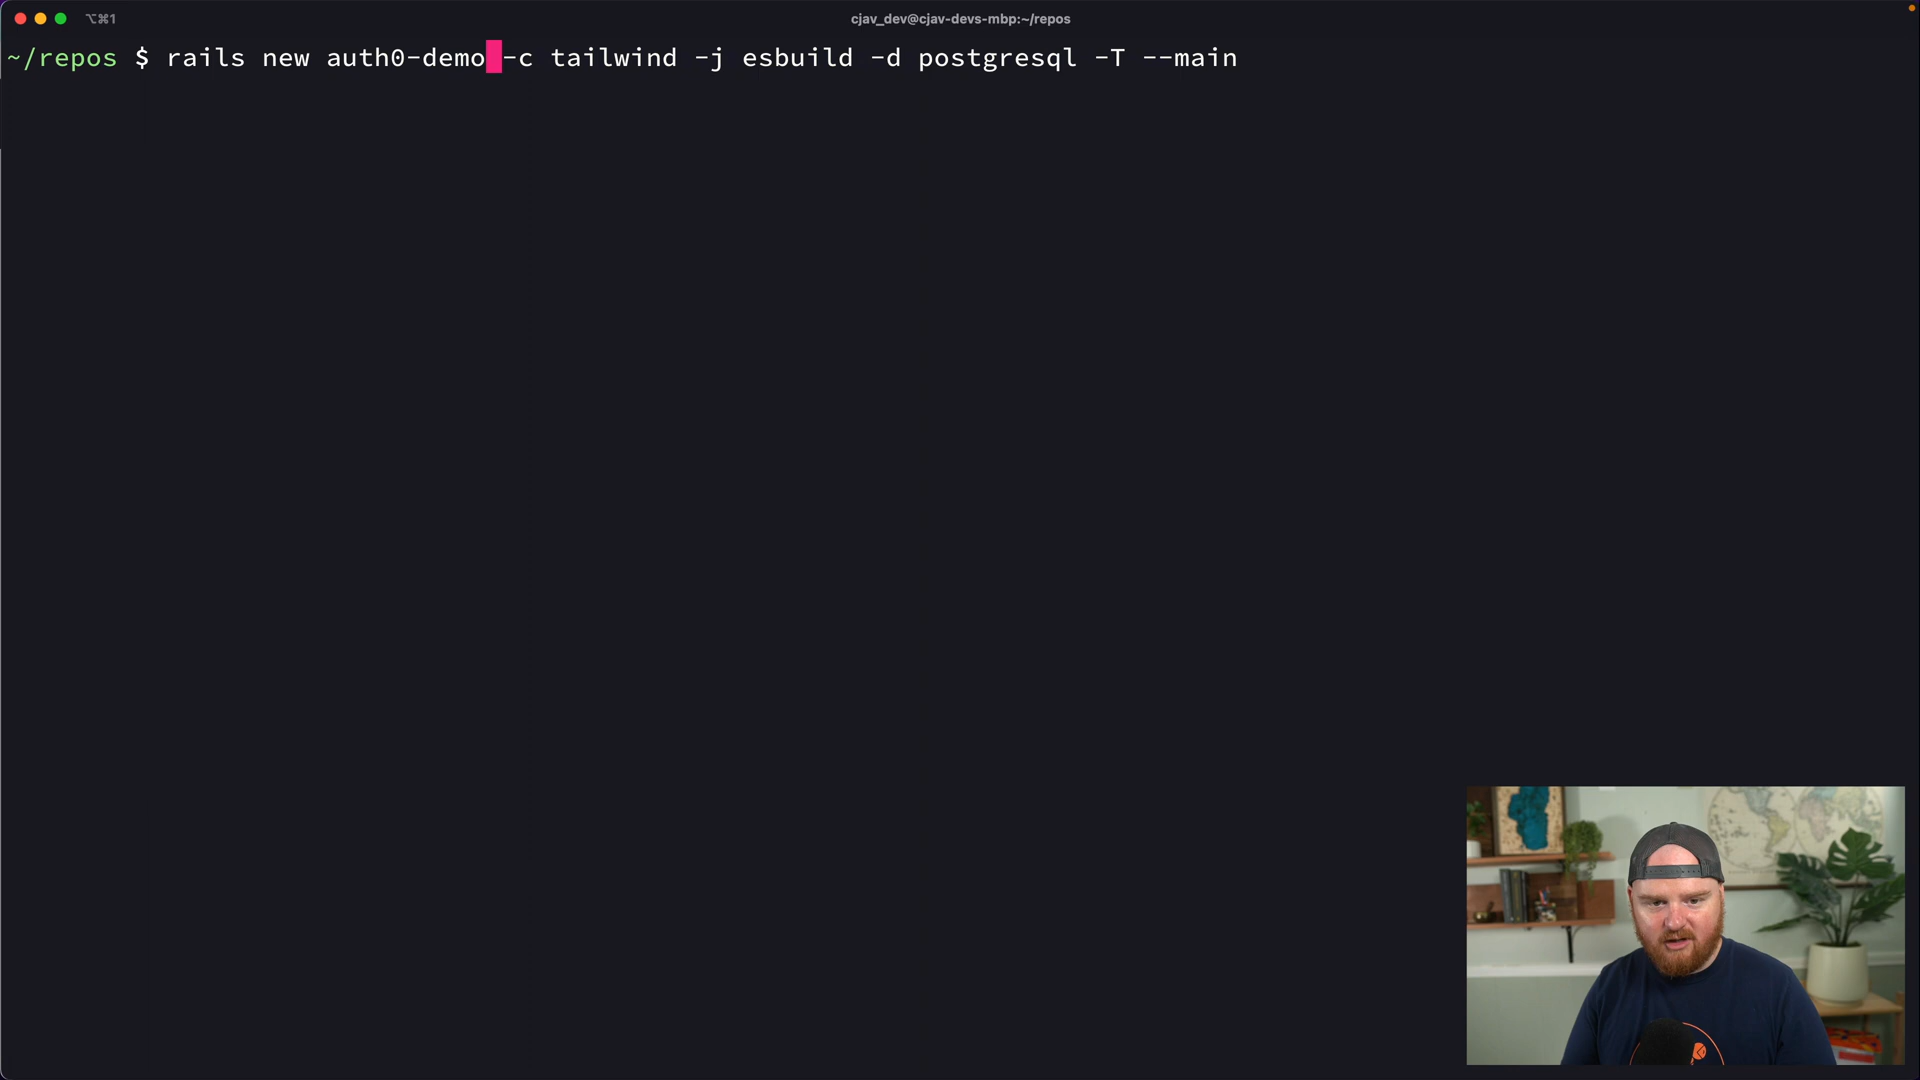 ⌥⌘1
cjav_dev@cjav-devs-mbp:~/repos
~/repos $ rails new auth0-demo -c tailwind -j esbuild -d postgresql -T --main